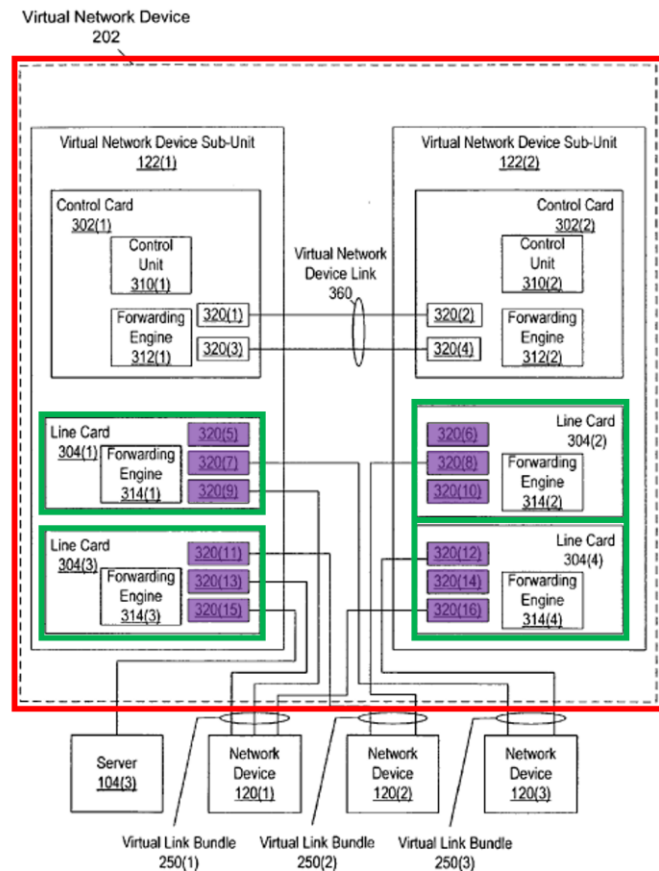 Virtual Network Device
202
Virtual Network Device Sub-Unit
122(1)
Control Card
302(1)
Control
Unit
310(1)
Forwarding
Engine
312(1)
320(1)
320(3)
Virtual Network
Device Link
360
Virtual Network Device Sub-Unit
122(2)
Control Card
302(2)
Control
Unit
310(2)
320(2)
320(4)
Forwarding
Engine
312(2)
Line Card
304(1)
Forwarding
Engine
314(1)
320(5)
320(7)
320(9)
320(6)
320(8)
320(10)
Line Card
304(2)
Forwarding
Engine
314(2)
Line Card
304(3)
Forwarding
Engine
314(3)
320(11)
320(13)
320(15)
320(12)
320(14)
320(16)
Line Card
304(4)
Forwarding
Engine
314(4)
Server
104(3)
Network
Device
120(1)
Network
Device
120(2)
Network
Device
120(3)
Virtual Link Bundle
250(1)
Virtual Link Bundle
250(2)
Virtual Link Bundle
250(3)